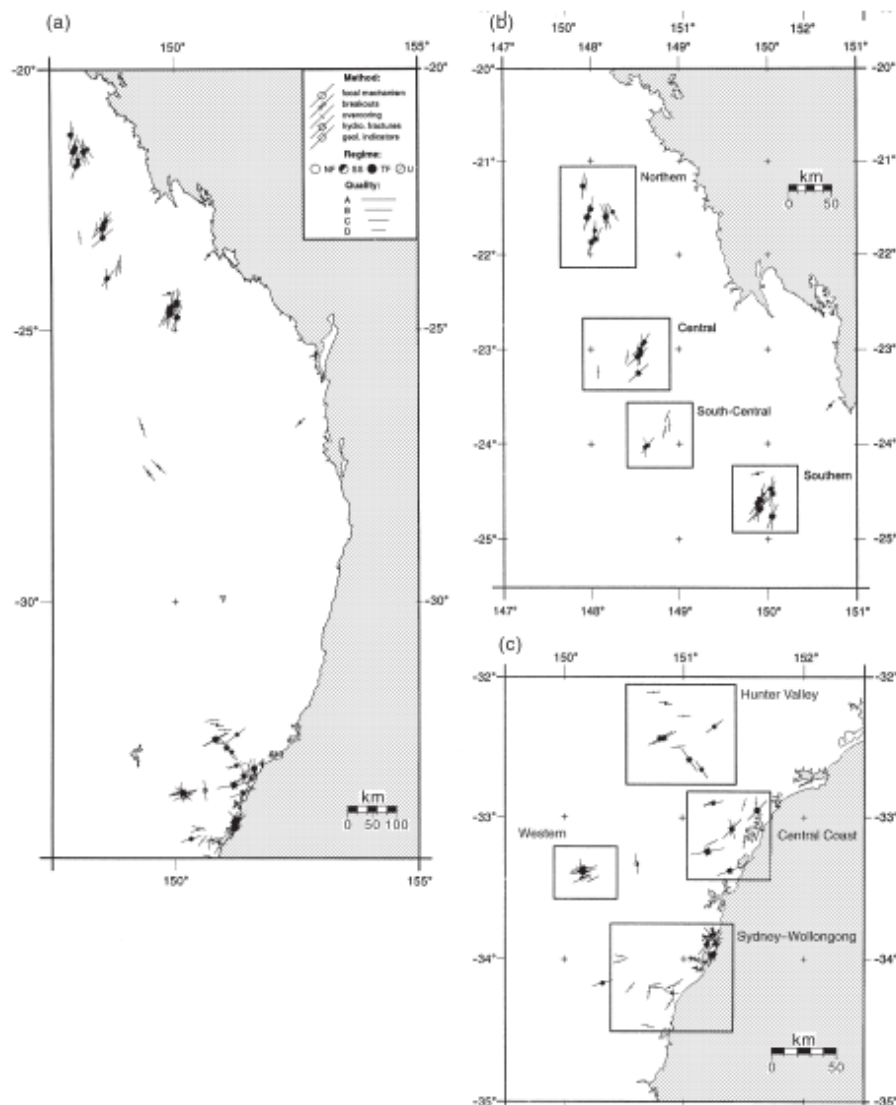 (a)
150°
155°
-20°
-20°
Method:
focal mechanism
breakouts
overcoring
hydro. fractures
geol. indicators
Regime:
NF SS TF U
Quality:
A
B
C
D
-25°
-25°
-30°
-30°
km
0 50 100
150°
155°
(b)
147°
148°
149°
150°
151°
-20°
-20°
-21°
-21°
Northern
km
0 50
-22°
-22°
-23°
Central
-23°
South-Central
-24°
-24°
Southern
-25°
-25°
147°
148°
149°
150°
151°
(c)
150°
151°
152°
-32°
-32°
Hunter Valley
-33°
-33°
Western
Central Coast
Sydney–Wollongong
-34°
-34°
km
0 50
-35°
-35°